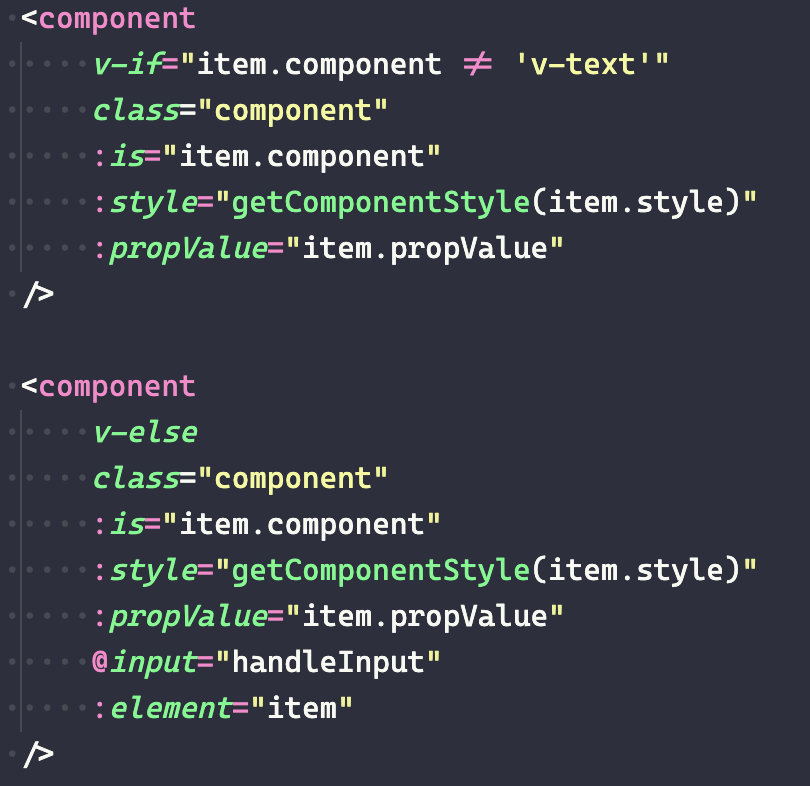 <component
v-if="item.component != 'v-text'"
class="component"
:is="item.component"
:style="getComponentStyle(item.style)"
:propValue="item.propValue"
/>
<component
v-else
class="component"
:is="item.component"
:style="getComponentStyle(item.style)"
:propValue="item.propValue"
@input="handleInput"
:element="item"
/>